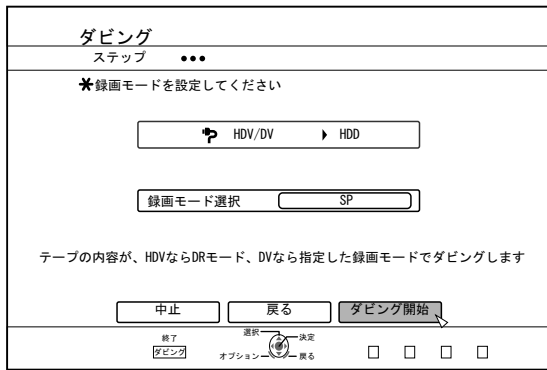 ダビング
ステップ •••
*録画モードを設定してください
HDV/DV HDD
録画モード選択 SP
テープの内容が、HDVならDRモード、DVなら指定した録画モードでダビングします
中止 戻る ダビング開始
終了 選択 決定
ダビング オプション 戻る